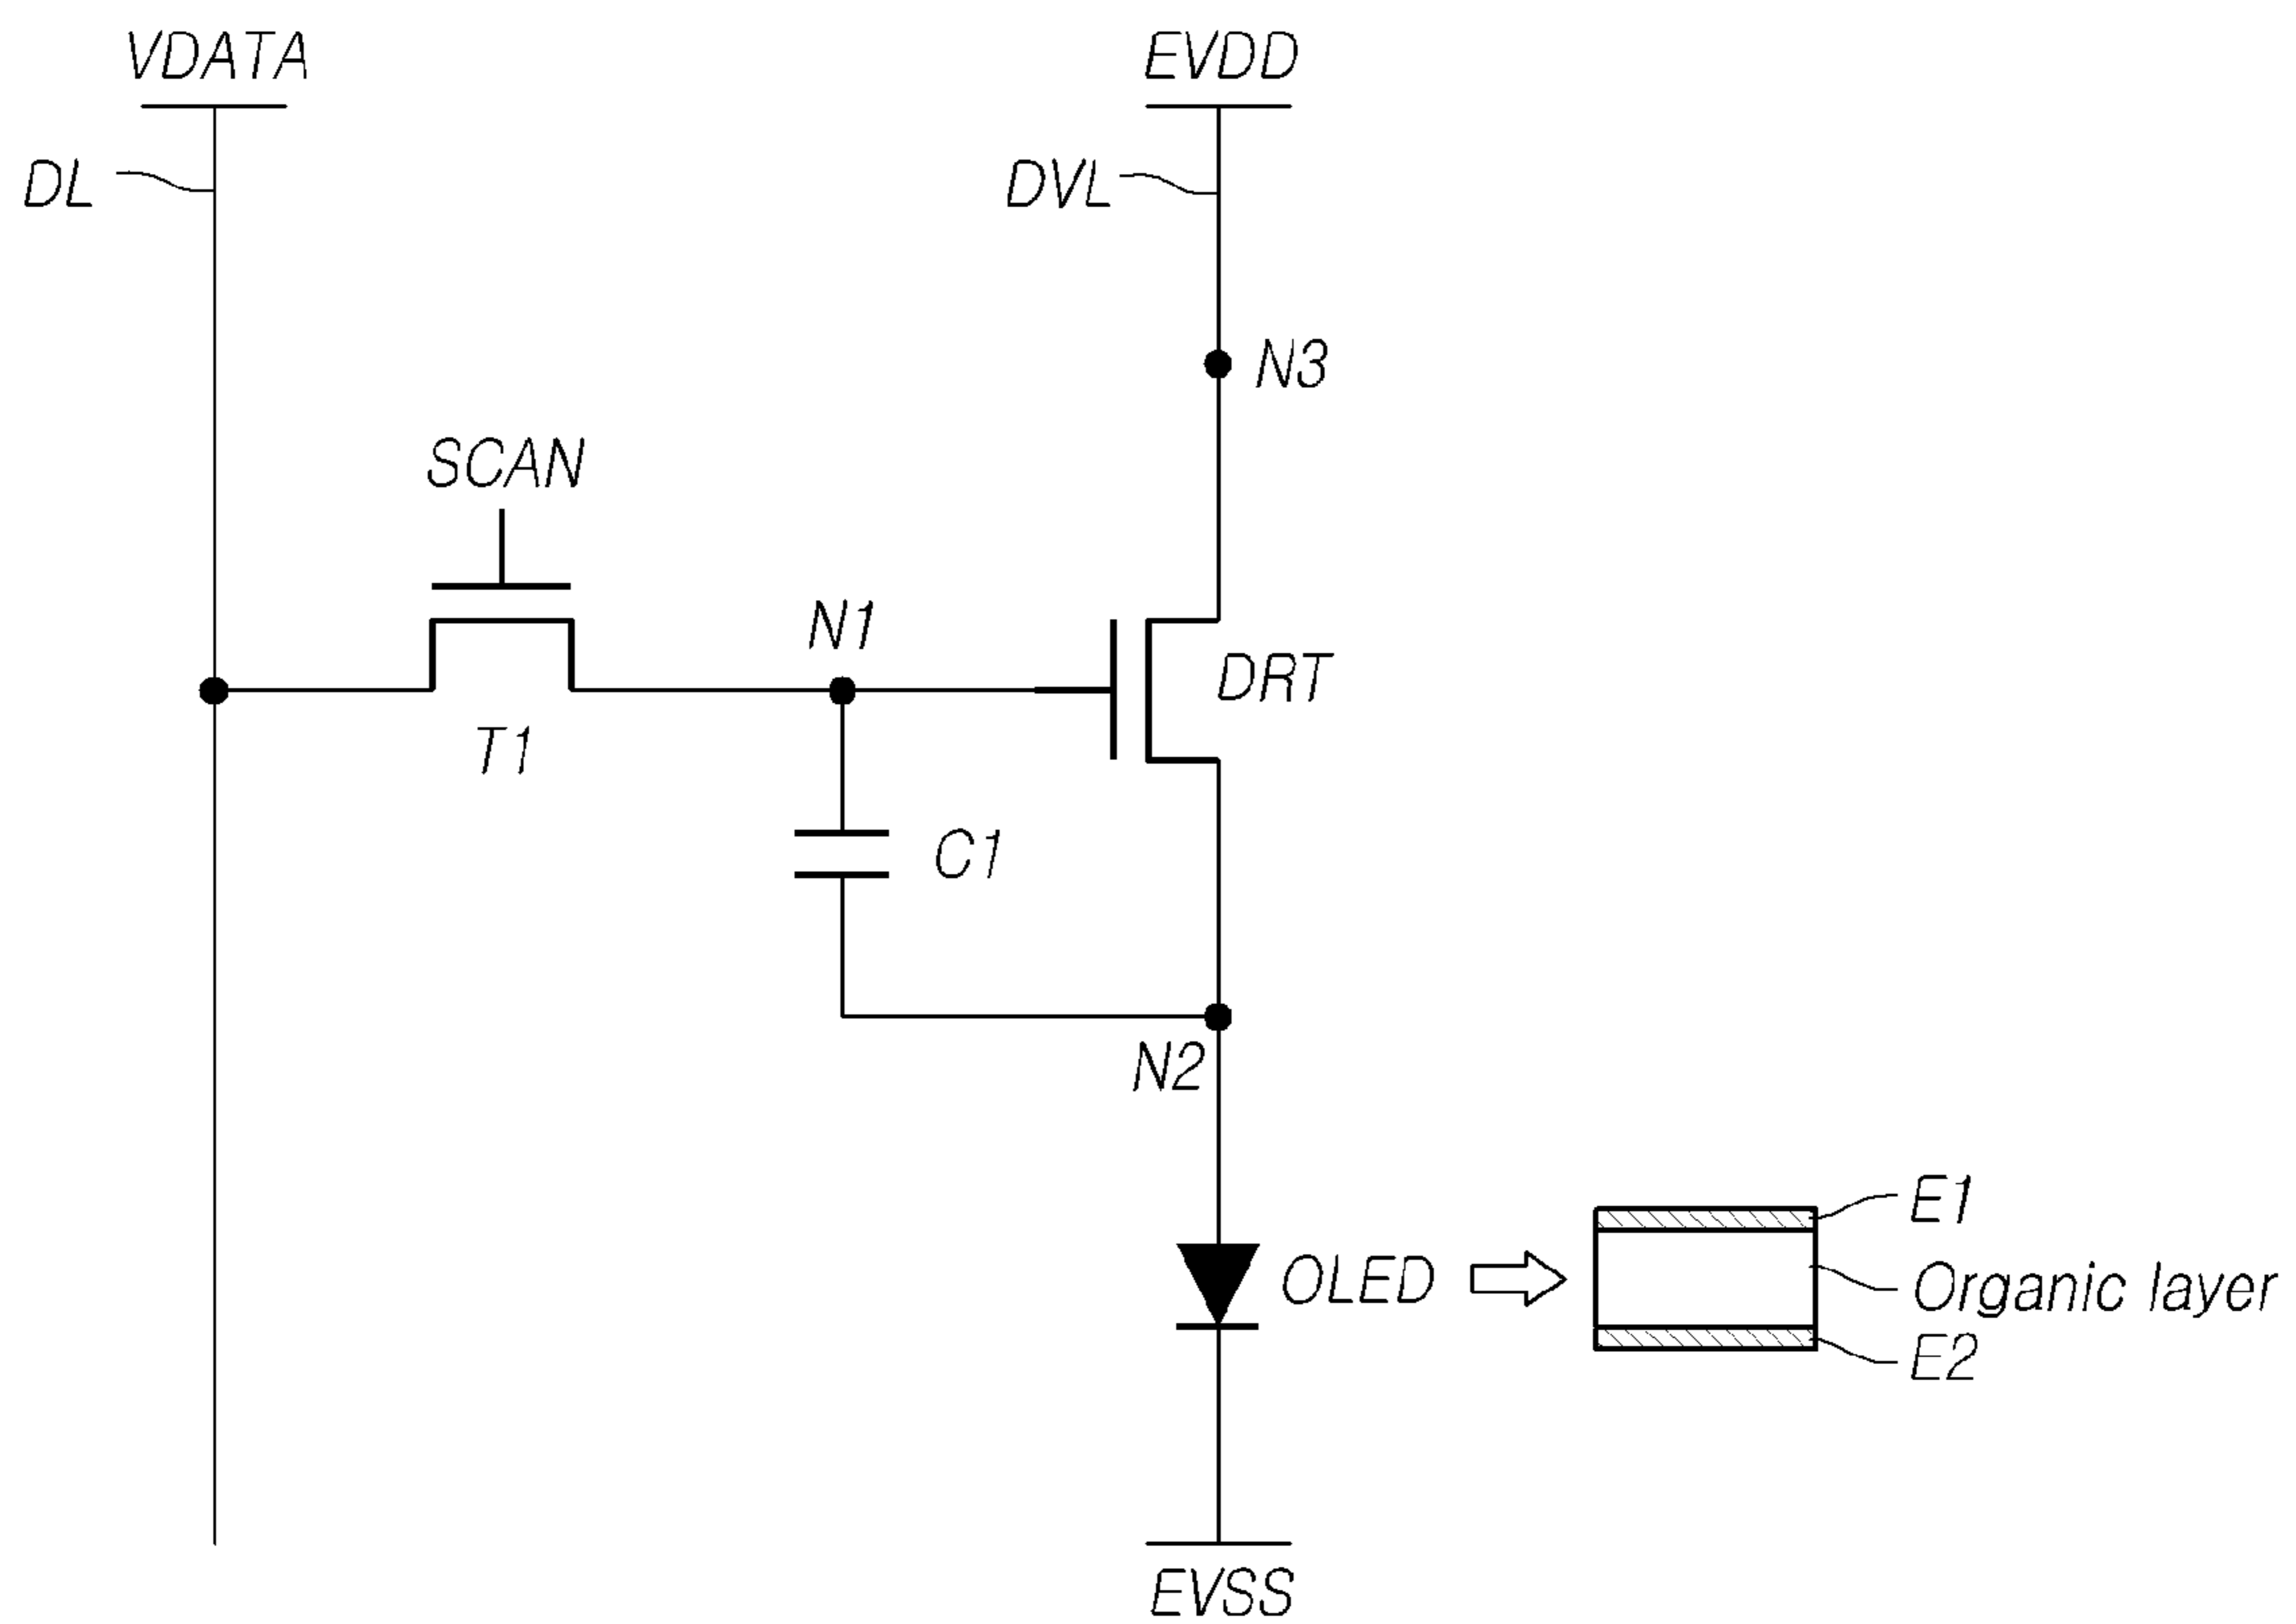 VDATA
EVDD
DL
DVL
N3
SCAN
N1
DRT
T1
C1
N2
E1
OLED
Organic layer
E2
EVSS